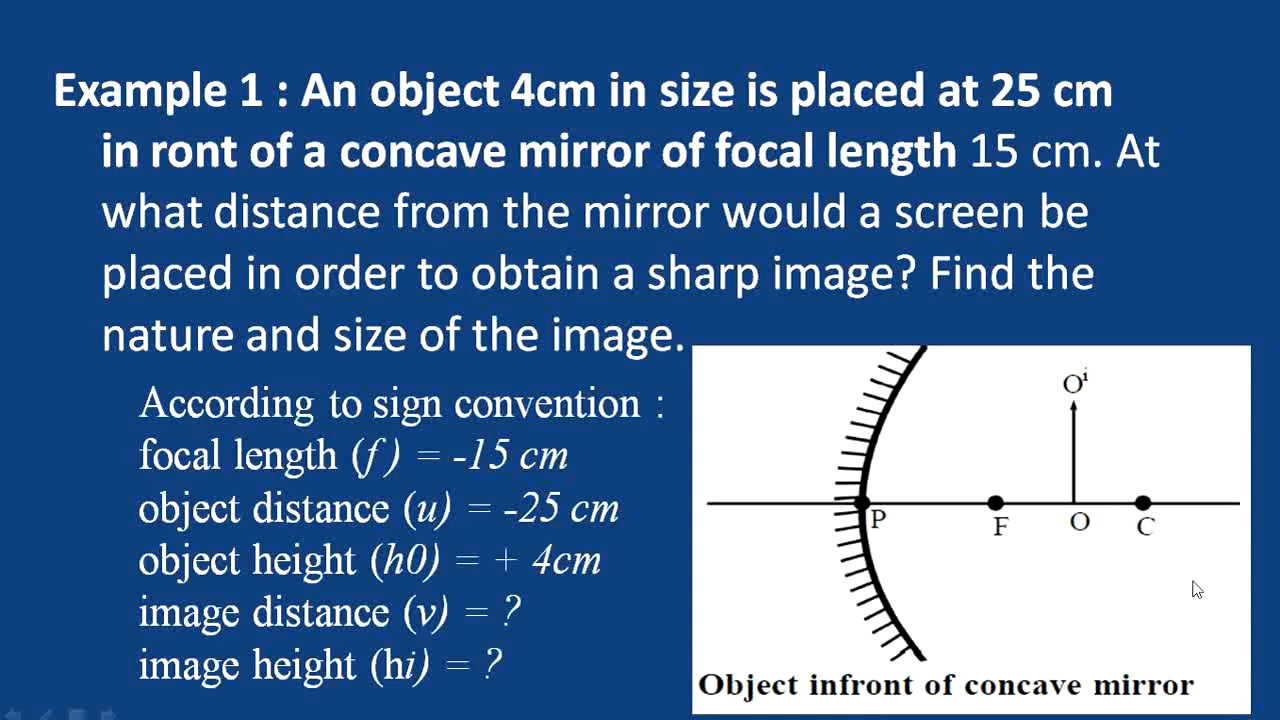 Example 1 : An object 4cm in size is placed at 25 cm
in ront of a concave mirror of focal length 15 cm. At
what distance from the mirror would a screen be
placed in order to obtain a sharp image? Find the
nature and size of the image.
According to sign convention :
focal length (f ) = -15 cm
object distance (u) = -25 cm
object height (h0) = + 4cm
image distance (v) = ?
image height (hi) = ?
Oⁱ
P
F
O
C
Object infront of concave mirror